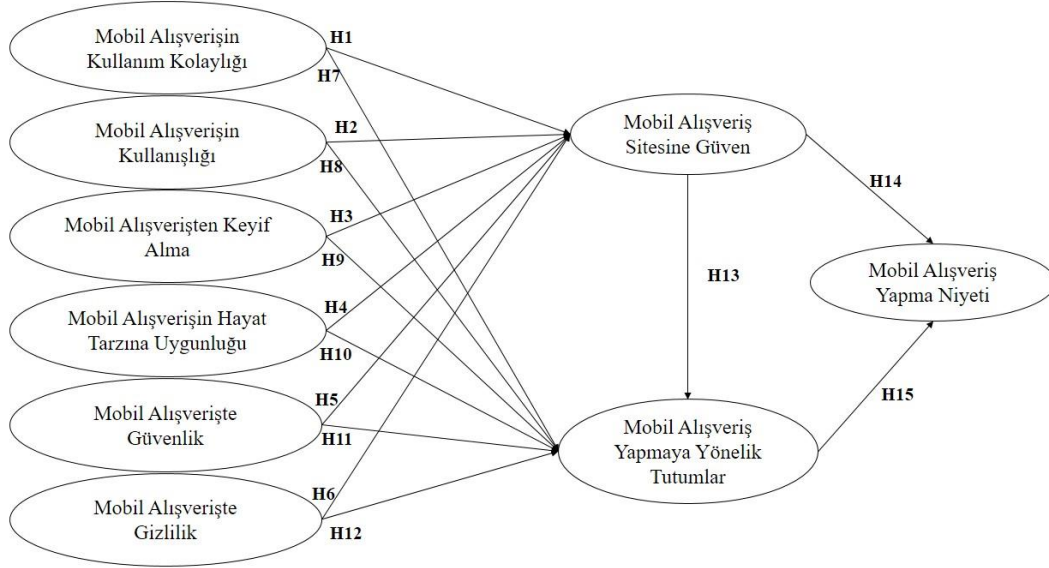 Mobil Alışverişin
Kullanım Kolaylığı
H1
H7
Mobil Alışverişin
Kullanışlığı
H2
H8
Mobil Alışverişten Keyif
Alma
H3
H9
Mobil Alışverişin Hayat
Tarzına Uygunluğu
H4
H10
Mobil Alışverişte
Güvenlik
H5
H11
Mobil Alışverişte
Gizlilik
H6
H12
Mobil Alışveriş
Sitesine Güven
H13
Mobil Alışveriş
Yapmaya Yönelik
Tutumlar
H14
H15
Mobil Alışveriş
Yapma Niyeti